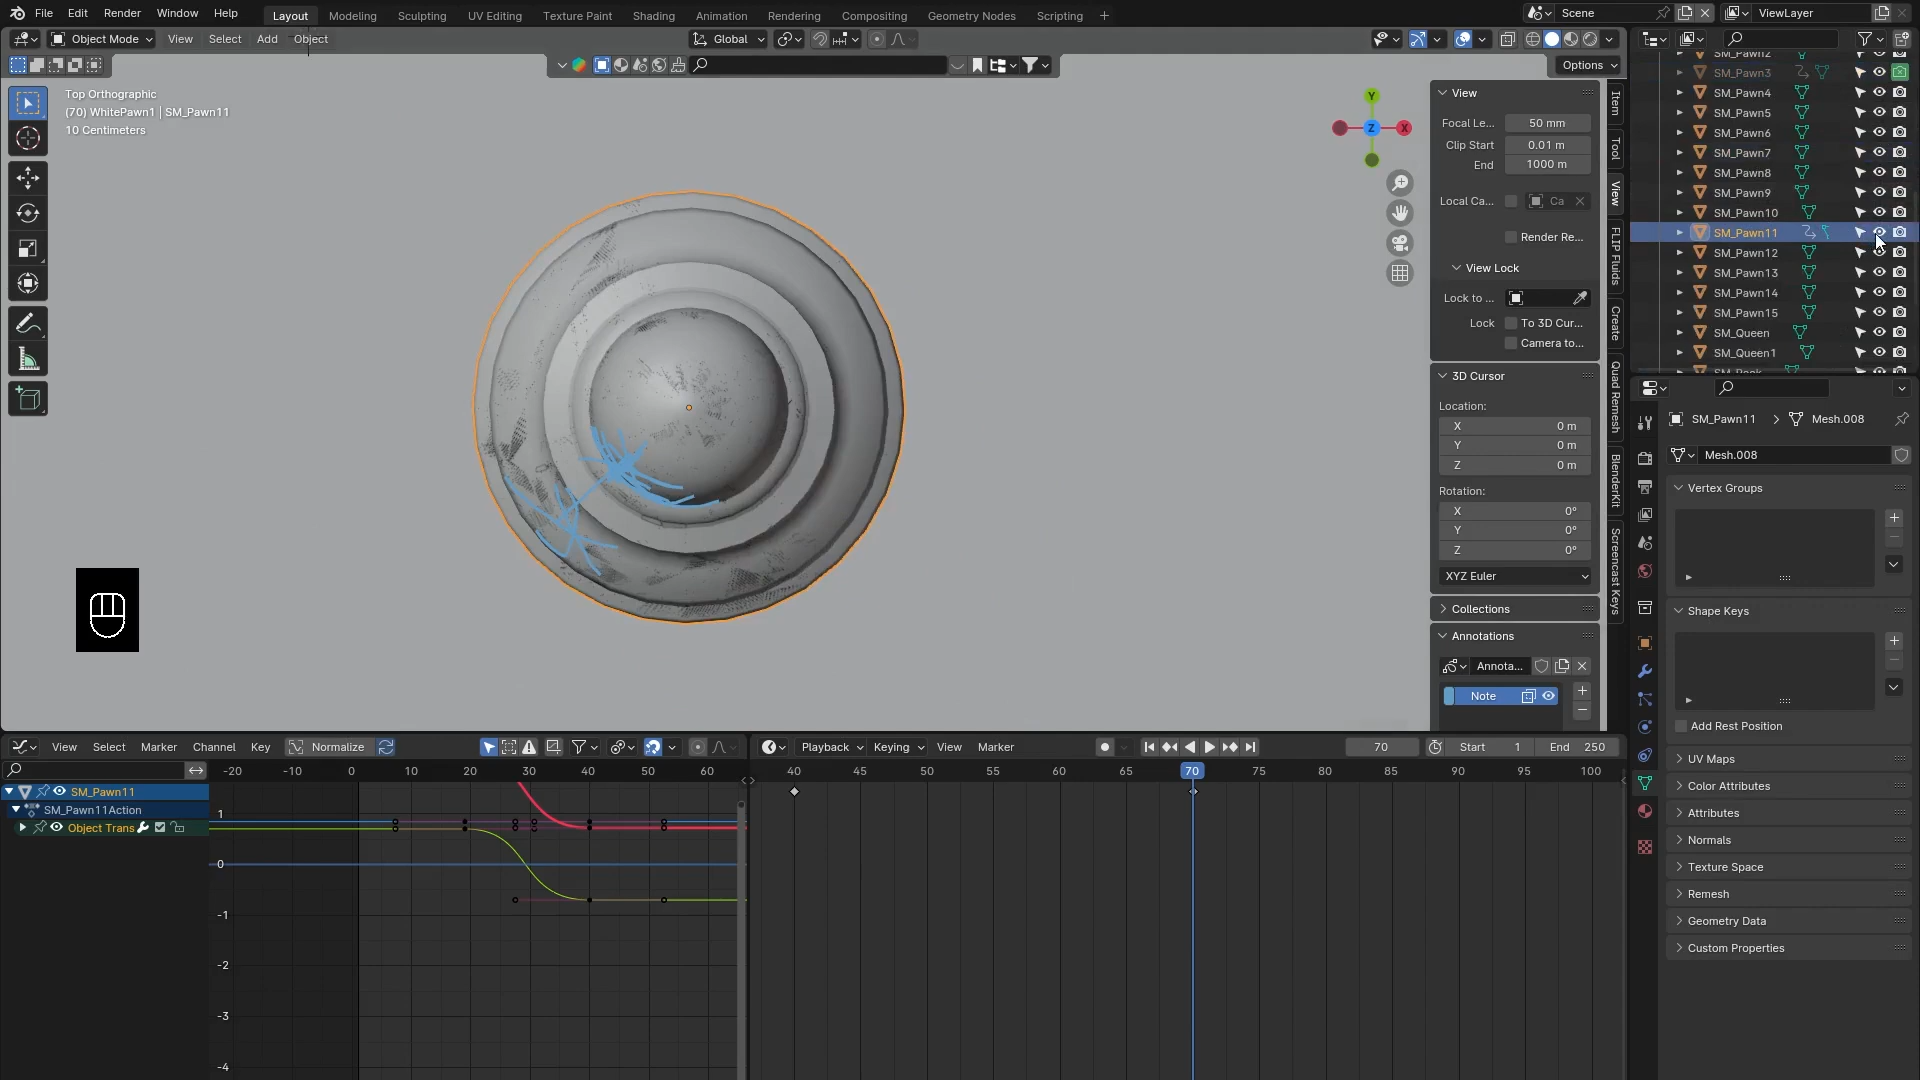 File Edit Render Window Help Layout Modeling Sculpting UV Editing Texture Paint Shading Animation Rendering Compositing Geometry Nodes Scripting + Scene ViewLayer
Object Mode View Select Add Object Global
Options
Top Orthographic
(70) WhitePawn1 | SM_Pawn11
10 Centimeters
Y
Z X
View
Focal Le... 50 mm
Clip Start 0.01 m
End 1000 m
Local Ca... Ca
Render Re...
View Lock
Lock to ...
Lock To 3D Cur...
Camera to...
3D Cursor
Location:
X 0 m
Y 0 m
Z 0 m
Rotation:
X 0°
Y 0°
Z 0°
XYZ Euler
Collections
Annotations
Annota...
Note
Item
Tool
View
FLIP Fluids
Create
Quad Remesh
BlenderKit
Screencast Keys
SM_Pawn2
SM_Pawn3
SM_Pawn4
SM_Pawn5
SM_Pawn6
SM_Pawn7
SM_Pawn8
SM_Pawn9
SM_Pawn10
SM_Pawn11
SM_Pawn12
SM_Pawn13
SM_Pawn14
SM_Pawn15
SM_Queen
SM_Queen1
SM_Pawn11 Mesh.008
Mesh.008
Vertex Groups
Shape Keys
Add Rest Position
UV Maps
Color Attributes
Attributes
Normals
Texture Space
Remesh
Geometry Data
Custom Properties
View Select Marker Channel Key Normalize
-20 -10 0 10 20 30 40 50 60
SM_Pawn11
SM_Pawn11Action
Object Trans
1
0
-1
-2
-3
-4
Playback Keying View Marker 70 Start 1 End 250
40 45 50 55 60 65 70 75 80 85 90 95 100